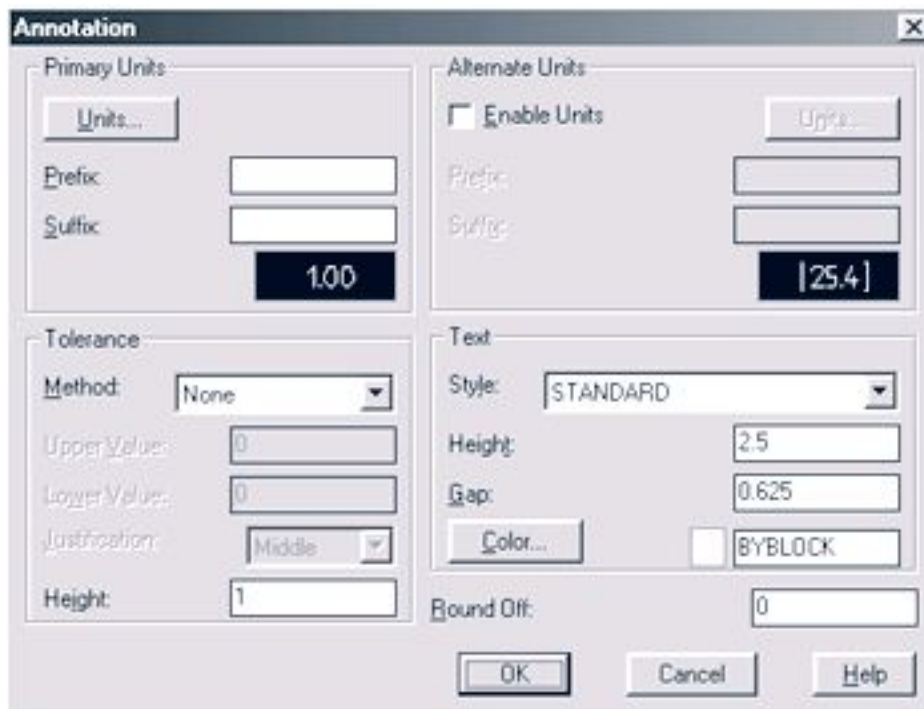 Annotation
Primary Units
Units...
Prefix:
Suffix:
1.00
Alternate Units
Enable Units
Units...
Prefix:
Suffix:
[25.4]
Tolerance
Method: None
Upper Value: 0
Lower Value: 0
Justification: Middle
Height: 1
Text
Style: STANDARD
Height: 2.5
Gap: 0.625
Color... BYBLOCK
Round Off: 0
OK Cancel Help